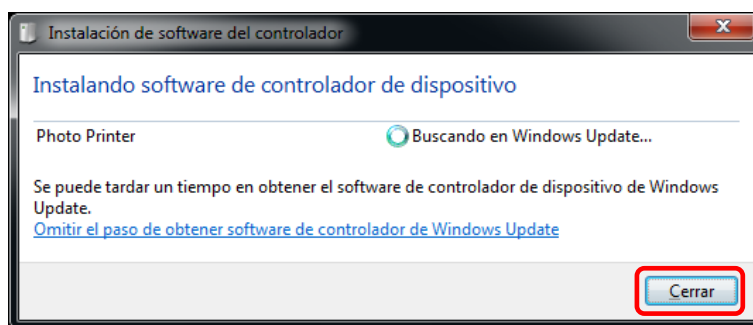 Instalación de software del controlador
Instalando software de controlador de dispositivo
Photo Printer Buscando en Windows Update...
Se puede tardar un tiempo en obtener el software de controlador de dispositivo de Windows
Update.
Omitir el paso de obtener software de controlador de Windows Update
Cerrar